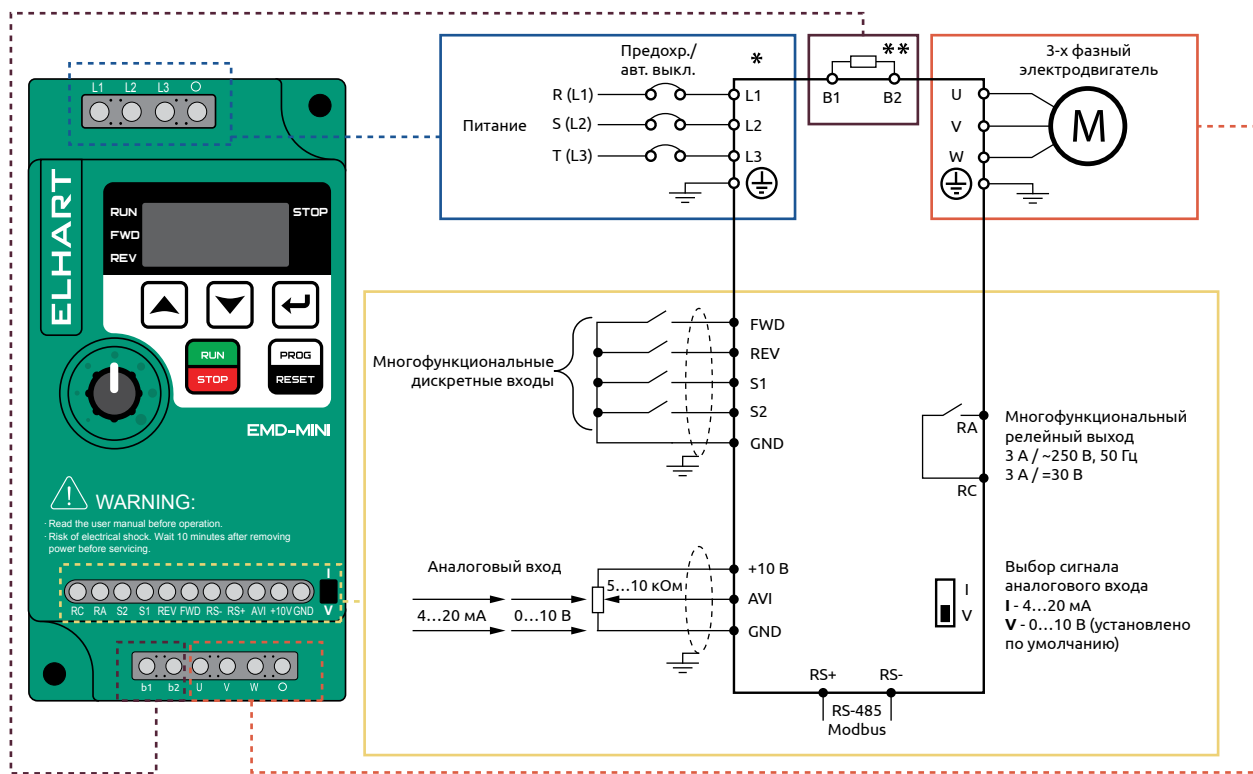 L1 L2 L3
ELHART
RUN
FWD
REV
STOP
RUN
STOP
PROG
RESET
EMD-MINI
WARNING:
· Read the user manual before operation.
· Risk of electrical shock. Wait 10 minutes after removing
power before servicing.
I
V
RC RA S2 S1 REV FWD RS- RS+ AVI +10V GND
b1 b2 U V W
Питание
Предохр./
авт. выкл.
*
R (L1)
S (L2)
T (L3)
L1
L2
L3
**
B1 B2
3-х фазный
электродвигатель
U
V
W
M
Многофункциональные
дискретные входы
FWD
REV
S1
S2
GND
RA
RC
Многофункциональный
релейный выход
3 А / ~250 В, 50 Гц
3 А / =30 В
Аналоговый вход
4...20 мА
0...10 В
5...10 кОм
+10 В
AVI
GND
I
V
Выбор сигнала
аналогового входа
I - 4...20 мА
V - 0...10 В (установлено
по умолчанию)
RS+ RS-
RS-485
Modbus